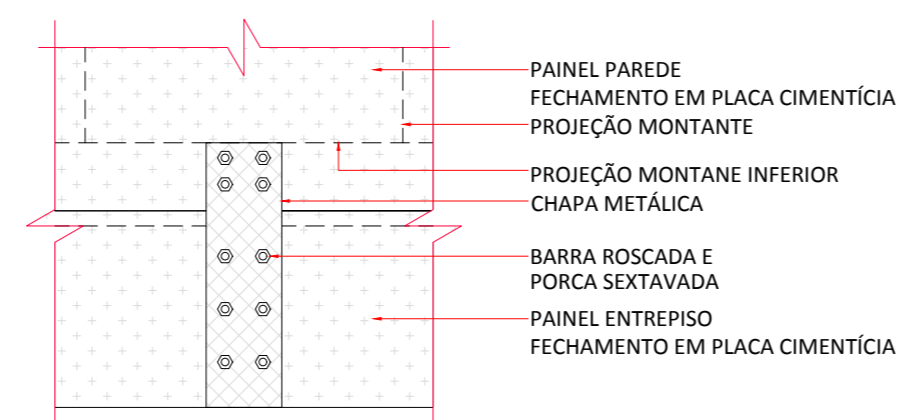 PAINEL PAREDE
FECHAMENTO EM PLACA CIMENTÍCIA
PROJEÇÃO MONTANTE
PROJEÇÃO MONTANE INFERIOR
CHAPA METÁLICA
BARRA ROSCADA E
PORCA SEXTAVADA
PAINEL ENTREPISO
FECHAMENTO EM PLACA CIMENTÍCIA